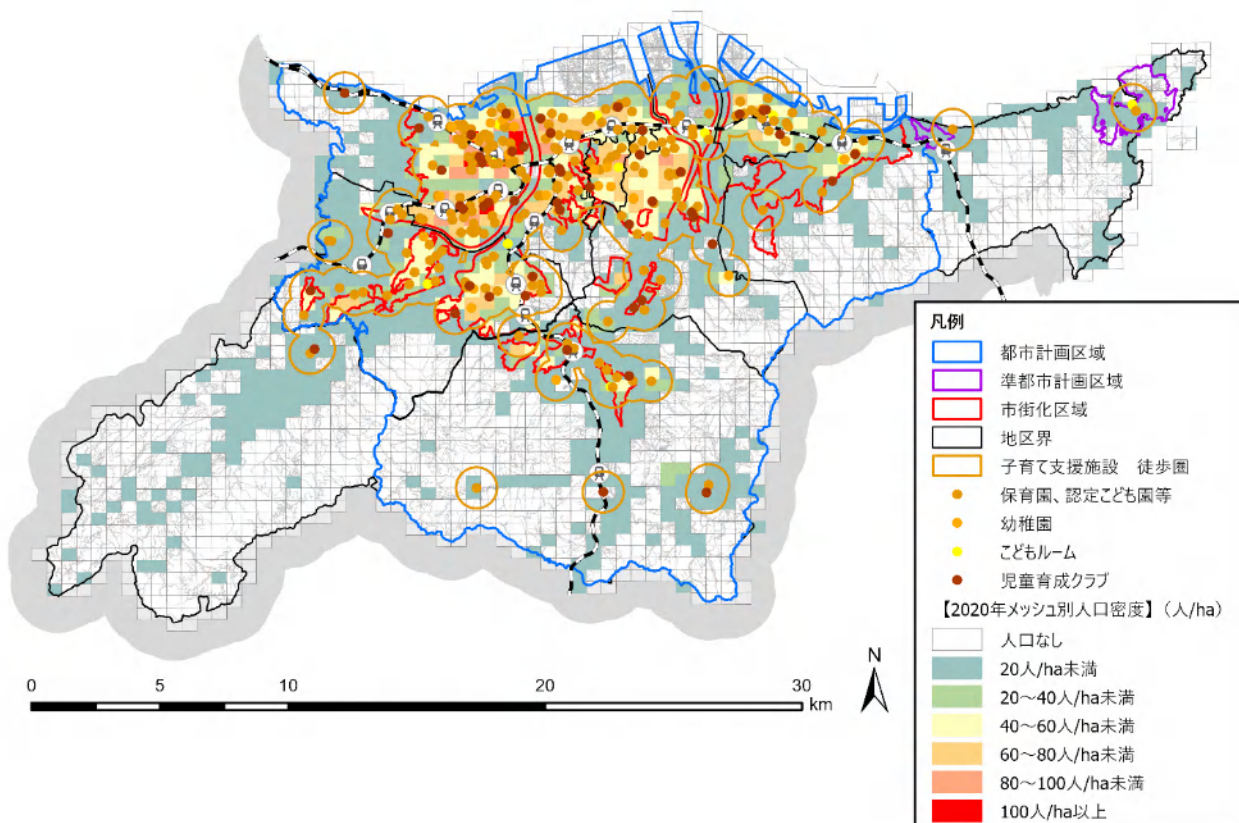 凡例
都市計画区域
準都市計画区域
市街化区域
地区界
子育て支援施設 徒歩圏
保育園、認定こども園等
幼稚園
こどもルーム
児童育成クラブ
【2020年メッシュ別人口密度】(人/ha)
人口なし
20人/ha未満
20～40人/ha未満
40～60人/ha未満
60～80人/ha未満
80～100人/ha未満
100人/ha以上
N
0 5 10 20 30
km